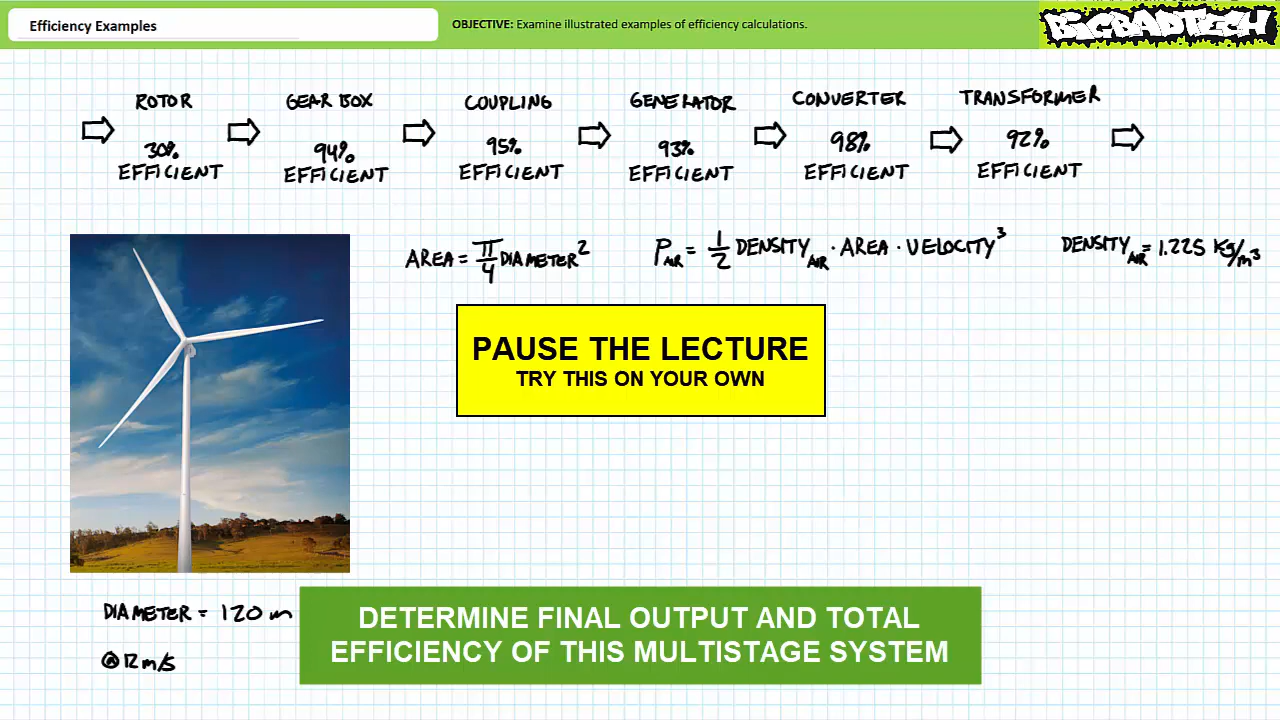 Efficiency Examples
OBJECTIVE: Examine illustrated examples of efficiency calculations.
BIGBADTECH
ROTOR
30%
EFFICIENT
GEAR BOX
94%
EFFICIENT
COUPLING
95%
EFFICIENT
GENERATOR
93%
EFFICIENT
CONVERTER
98%
EFFICIENT
TRANSFORMER
92%
EFFICIENT
AREA = π/4 DIAMETER²
P_AIR = 1/2 DENSITY_AIR · AREA · VELOCITY³
DENSITY_AIR = 1.225 Kg/m³
PAUSE THE LECTURE
TRY THIS ON YOUR OWN
DIAMETER = 120 m
@ 12 m/s
DETERMINE FINAL OUTPUT AND TOTAL
EFFICIENCY OF THIS MULTISTAGE SYSTEM